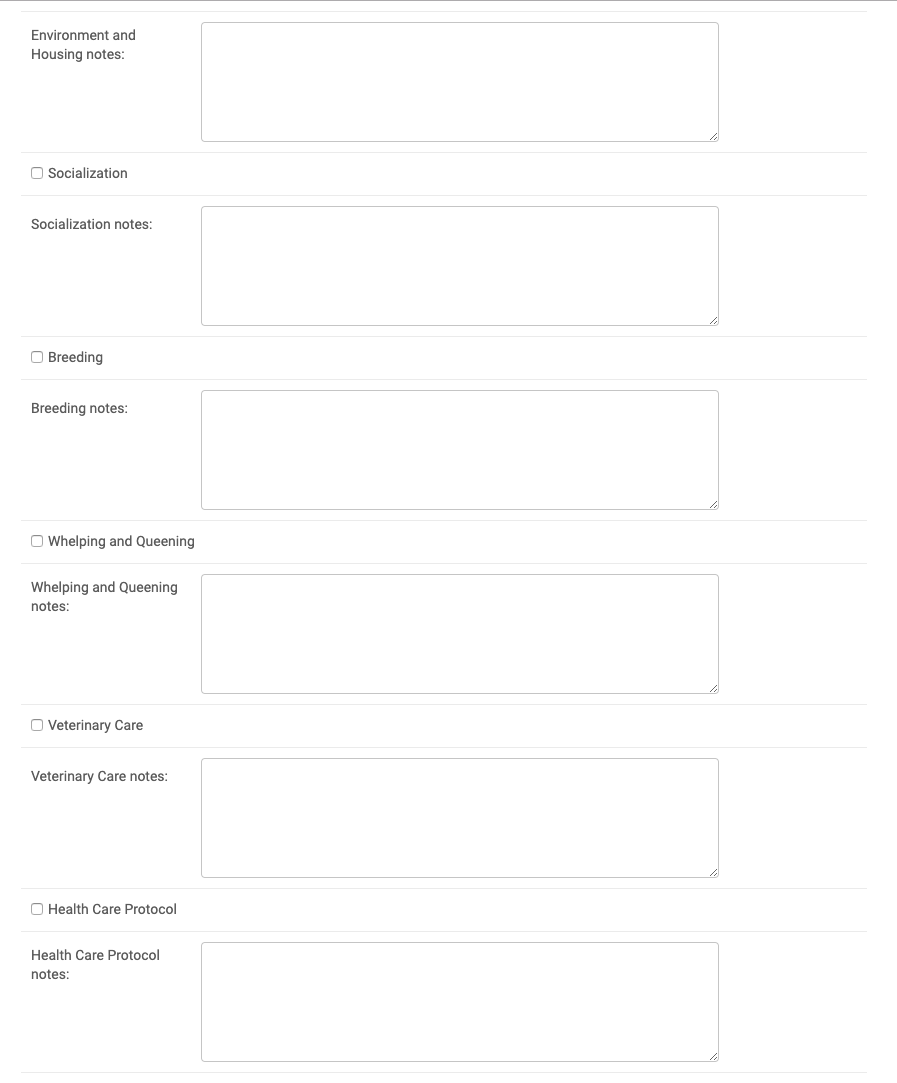 Environment and
Housing notes:
Socialization
Socialization notes:
Breeding
Breeding notes:
Whelping and Queening
Whelping and Queening
notes:
Veterinary Care
Veterinary Care notes:
Health Care Protocol
Health Care Protocol
notes: